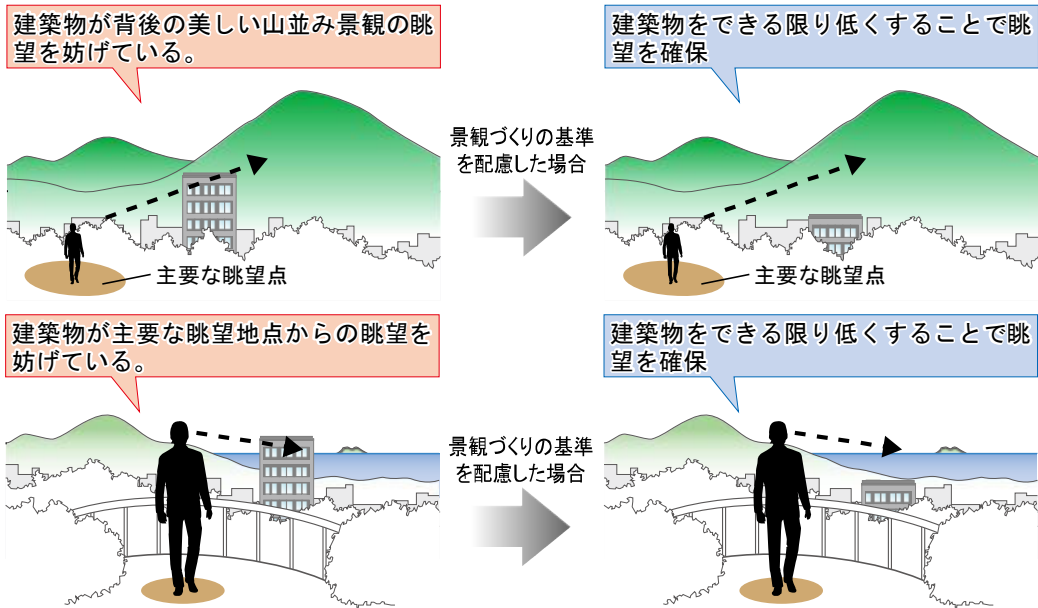 建築物が背後の美しい山並み景観の眺
望を妨げている。
建築物をできる限り低くすることで眺
望を確保
景観づくりの基準
を配慮した場合
主要な眺望点
主要な眺望点
建築物が主要な眺望地点からの眺望を
妨げている。
建築物をできる限り低くすることで眺
望を確保
景観づくりの基準
を配慮した場合